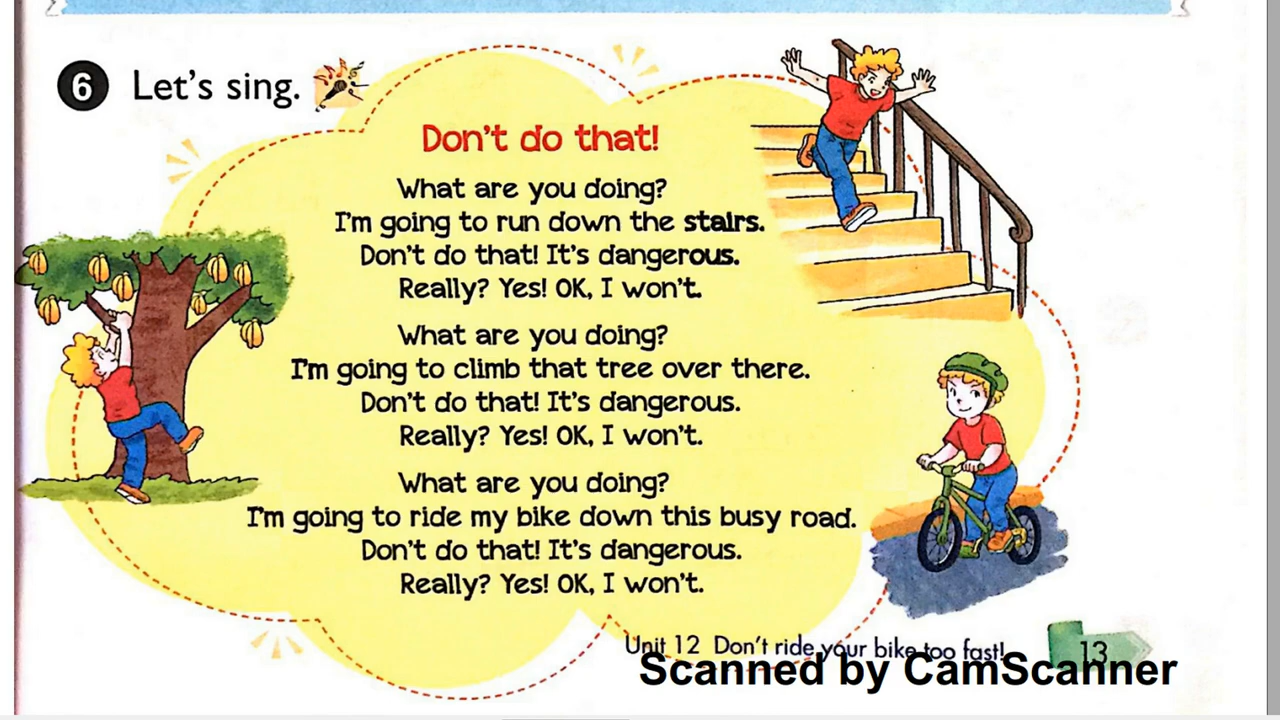 6 Let's sing.
Don't do that!
What are you doing?
I'm going to run down the stairs.
Don't do that! It's dangerous.
Really? Yes! OK, I won't.
What are you doing?
I'm going to climb that tree over there.
Don't do that! It's dangerous.
Really? Yes! OK, I won't.
What are you doing?
I'm going to ride my bike down this busy road.
Don't do that! It's dangerous.
Really? Yes! OK, I won't.
Unit 12 Don't ride your bike too fast! 13
Scanned by CamScanner